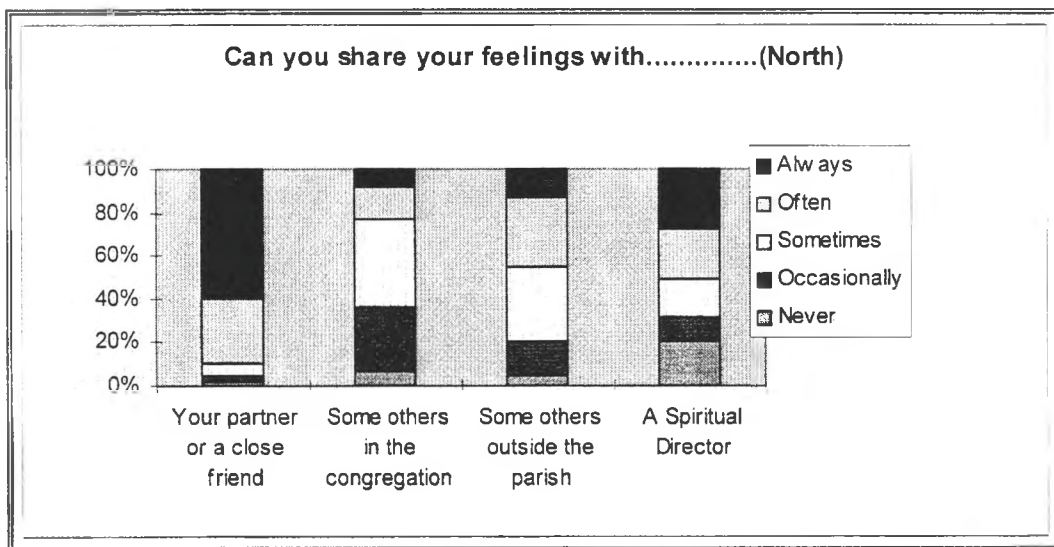 Can you share your feelings with..............(North)
100%
80%
60%
40%
20%
0%
Always
Often
Sometimes
Occasionally
Never
Your partner
or a close
friend
Some others
in the
congregation
Some others
outside the
parish
A Spiritual
Director